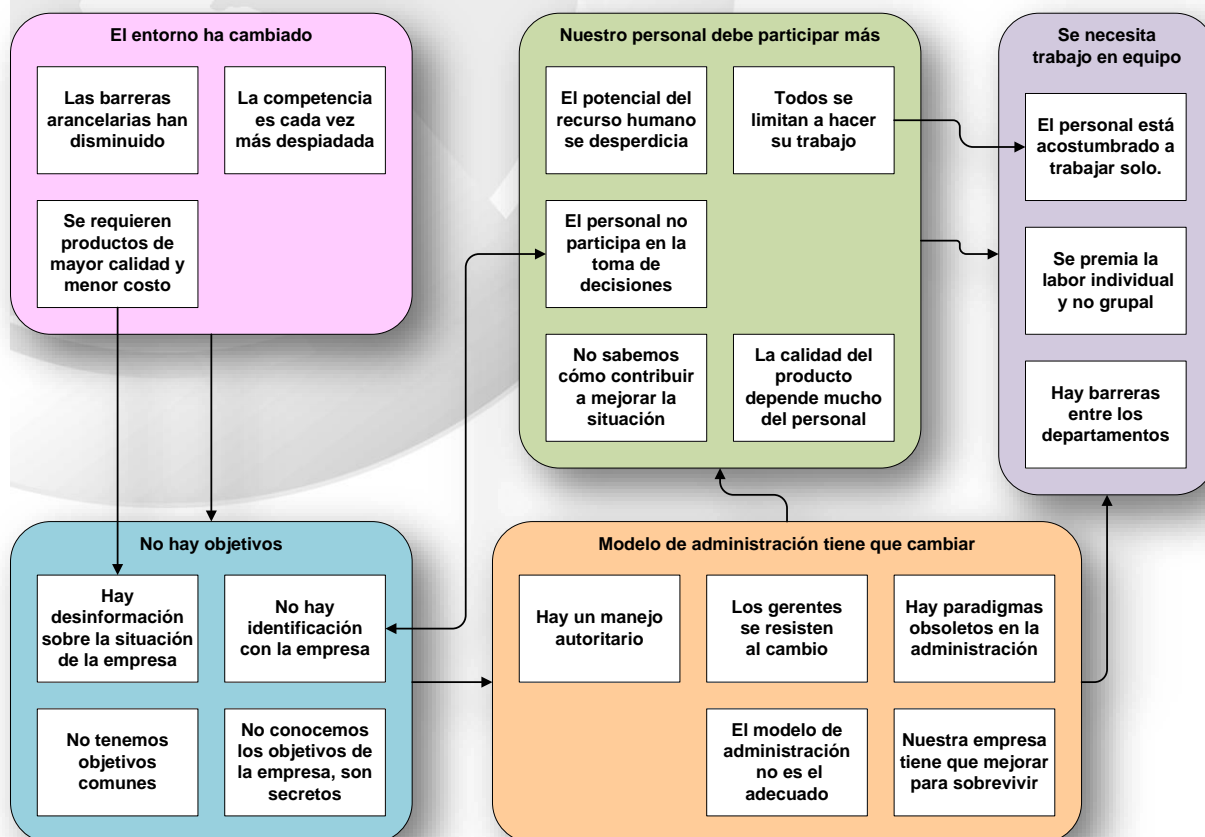 El entorno ha cambiado
Las barreras
arancelarias han
disminuido
La competencia
es cada vez
más despiadada
Se requieren
productos de
mayor calidad y
menor costo
Nuestro personal debe participar más
El potencial del
recurso humano
se desperdicia
Todos se
limitan a hacer
su trabajo
El personal no
participa en la
toma de
decisiones
No sabemos
cómo contribuir
a mejorar la
situación
La calidad del
producto
depende mucho
del personal
Se necesita
trabajo en equipo
El personal está
acostumbrado a
trabajar solo.
Se premia la
labor individual
y no grupal
Hay barreras
entre los
departamentos
No hay objetivos
Hay
desinformación
sobre la situación
de la empresa
No hay
identificación
con la empresa
No tenemos
objetivos
comunes
No conocemos
los objetivos de
la empresa, son
secretos
Modelo de administración tiene que cambiar
Hay un manejo
autoritario
Los gerentes
se resisten
al cambio
Hay paradigmas
obsoletos en la
administración
El modelo de
administración
no es el
adecuado
Nuestra empresa
tiene que mejorar
para sobrevivir